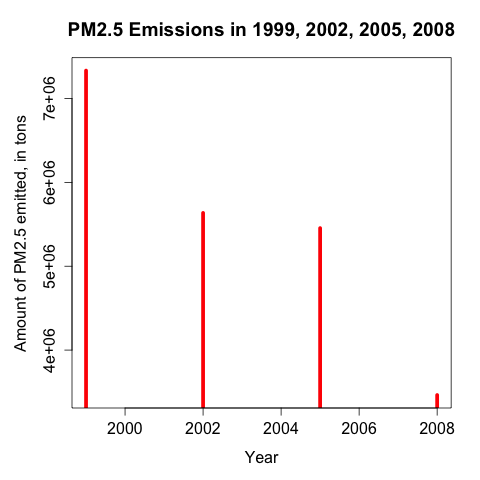 PM2.5 Emissions in 1999, 2002, 2005, 2008
Amount of PM2.5 emitted, in tons
7e+06
6e+06
5e+06
4e+06
2000 2002 2004 2006 2008
Year